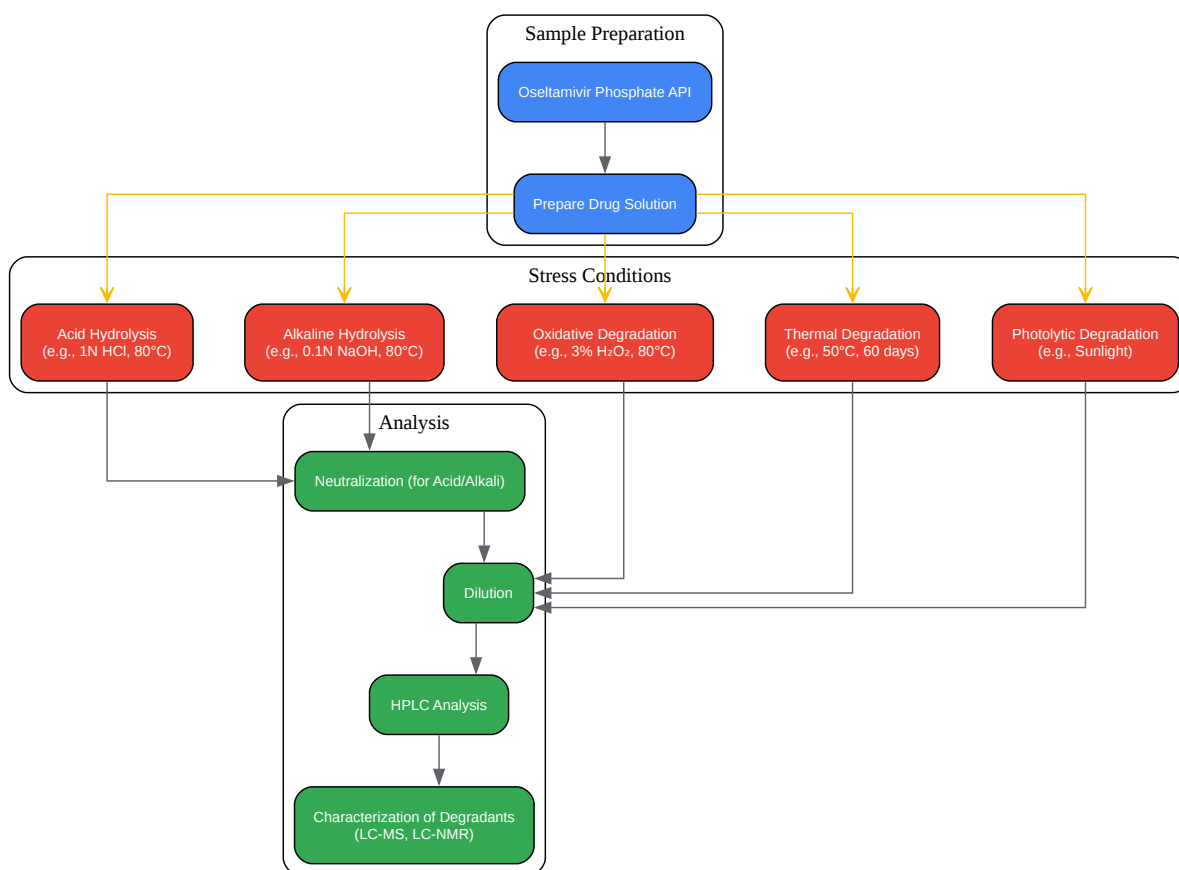 Sample Preparation
Oseltamivir Phosphate API
Prepare Drug Solution
Stress Conditions
Acid Hydrolysis
(e.g., 1N HCl, 80°C)
Alkaline Hydrolysis
(e.g., 0.1N NaOH, 80°C)
Oxidative Degradation
(e.g., 3% H₂O₂, 80°C)
Thermal Degradation
(e.g., 50°C, 60 days)
Photolytic Degradation
(e.g., Sunlight)
Analysis
Neutralization (for Acid/Alkali)
Dilution
HPLC Analysis
Characterization of Degradants
(LC-MS, LC-NMR)